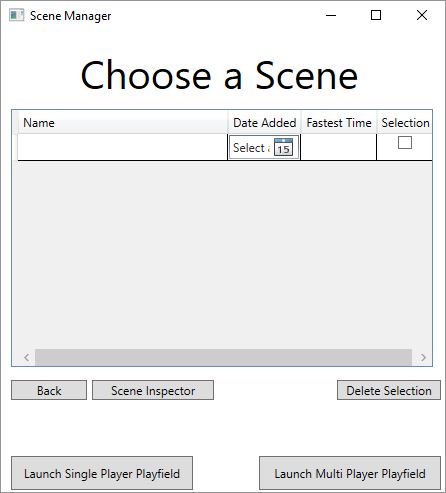 Scene Manager
Choose a Scene
Name Date Added Fastest Time Selection
Select 15
Back Scene Inspector Delete Selection
Launch Single Player Playfield Launch Multi Player Playfield